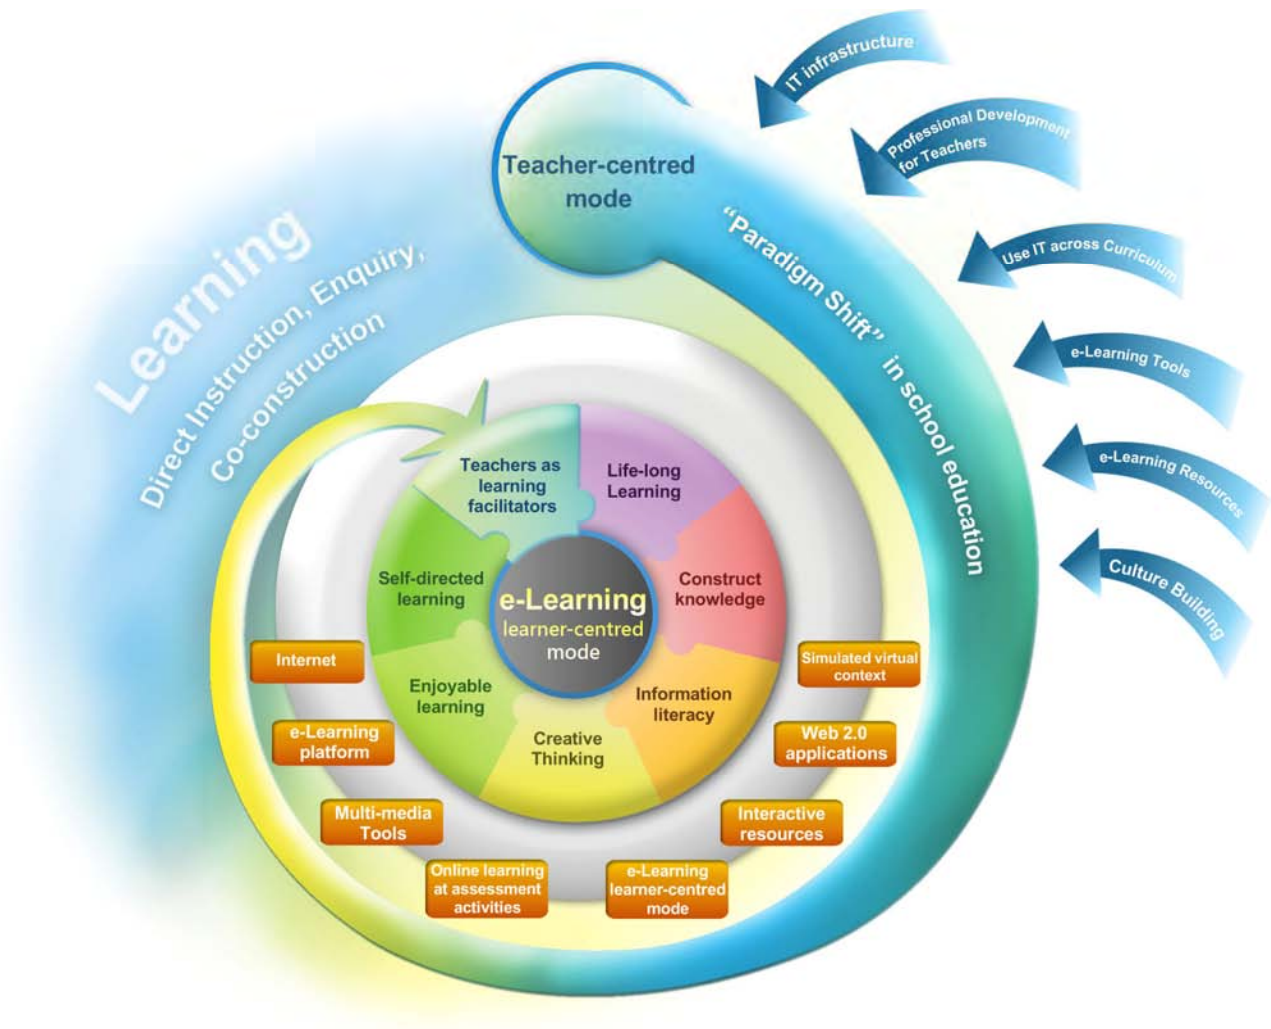 Teacher-centred
mode
IT infrastructure
Professional Development
for Teachers
Use IT across Curriculum
e-Learning Tools
e-Learning Resources
Culture Building
"Paradigm Shift" in school education
Learning
Direct Instruction, Enquiry,
Co-construction
Teachers as
learning
facilitators
Life-long
Learning
Self-directed
learning
Construct
knowledge
e-Learning
learner-centred
mode
Enjoyable
learning
Information
literacy
Creative
Thinking
Internet
e-Learning
platform
Multi-media
Tools
Online learning
at assessment
activities
e-Learning
learner-centred
mode
Interactive
resources
Web 2.0
applications
Simulated virtual
context